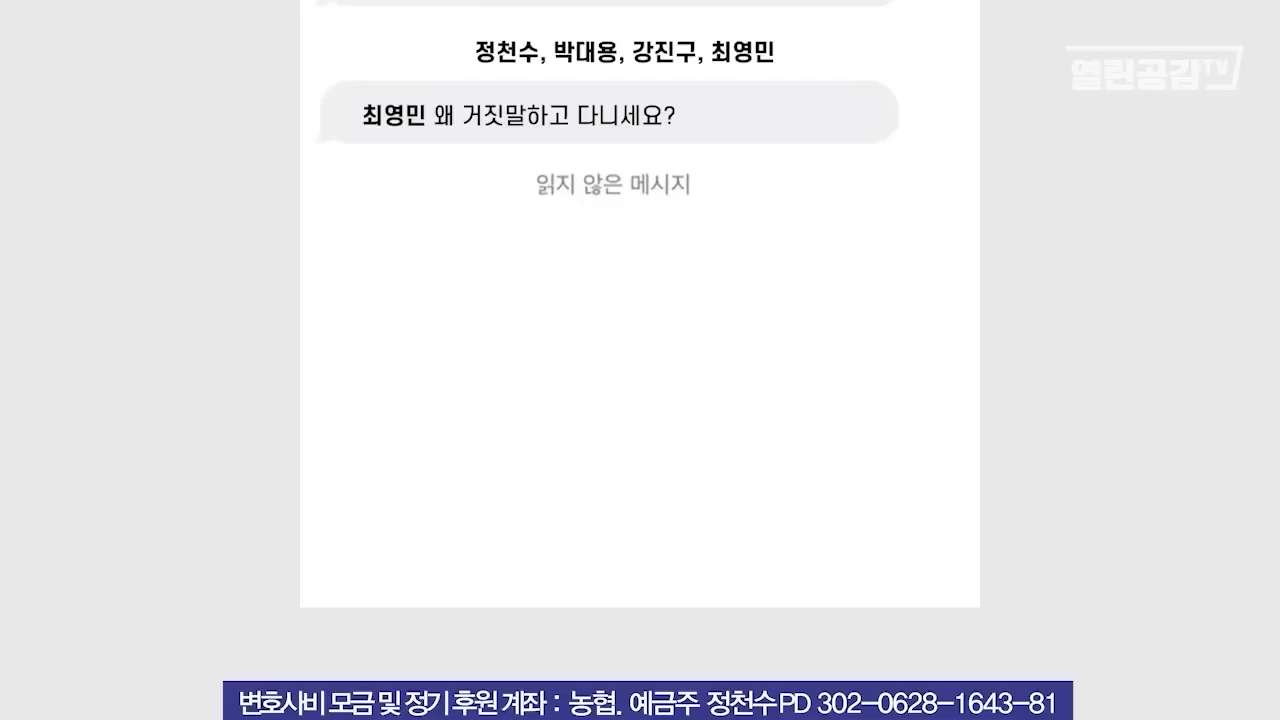 열린공감TV
정천수, 박대용, 강진구, 최영민
최영민 왜 거짓말하고 다니세요?
읽지 않은 메시지
변호사비 모금 및 정기 후원 계좌 : 농협. 예금주 정천수PD 302-0628-1643-81